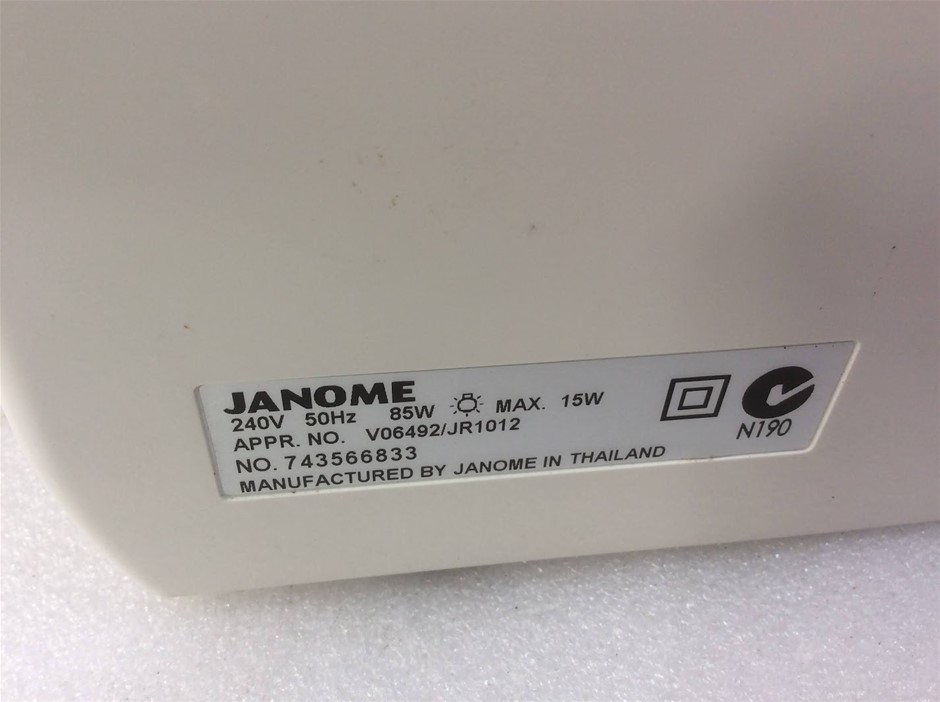 JANOME
240V 50Hz 85W MAX. 15W
APPR. NO. V06492/JR1012
NO. 743566833
MANUFACTURED BY JANOME IN THAILAND
N190